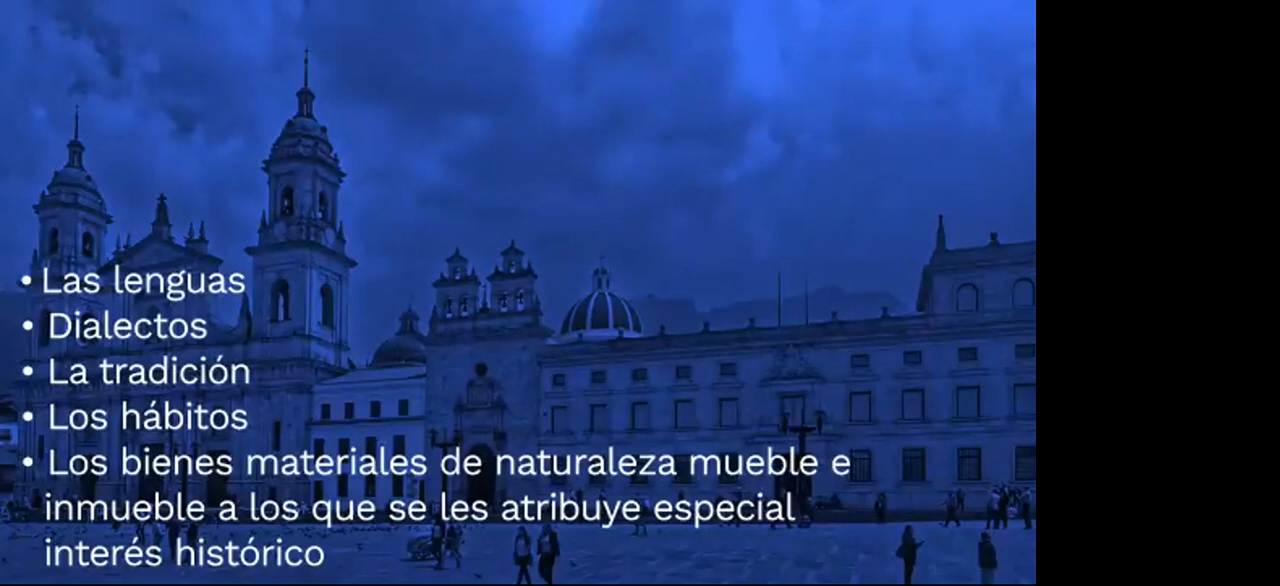 • Las lenguas
• Dialectos
• La tradición
• Los hábitos
• Los bienes materiales de naturaleza mueble e
inmueble a los que se les atribuye especial
interés histórico